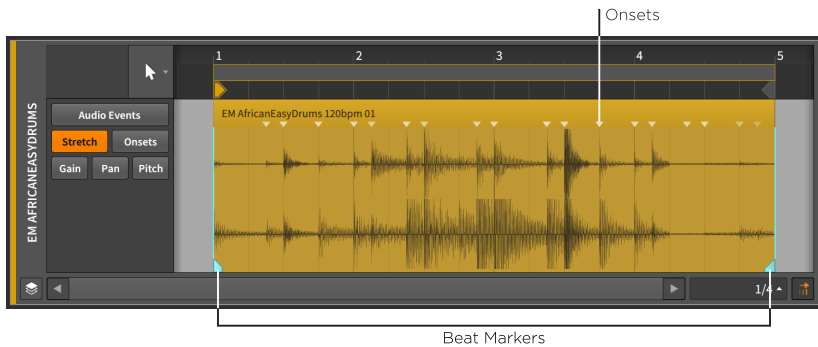 Onsets
1 2 3 4 5
EM AFRICANEASYDRUMS
Audio Events
EM AfricanEasyDrums 120bpm 01
Stretch Onsets
Gain Pan Pitch
1/4
Beat Markers